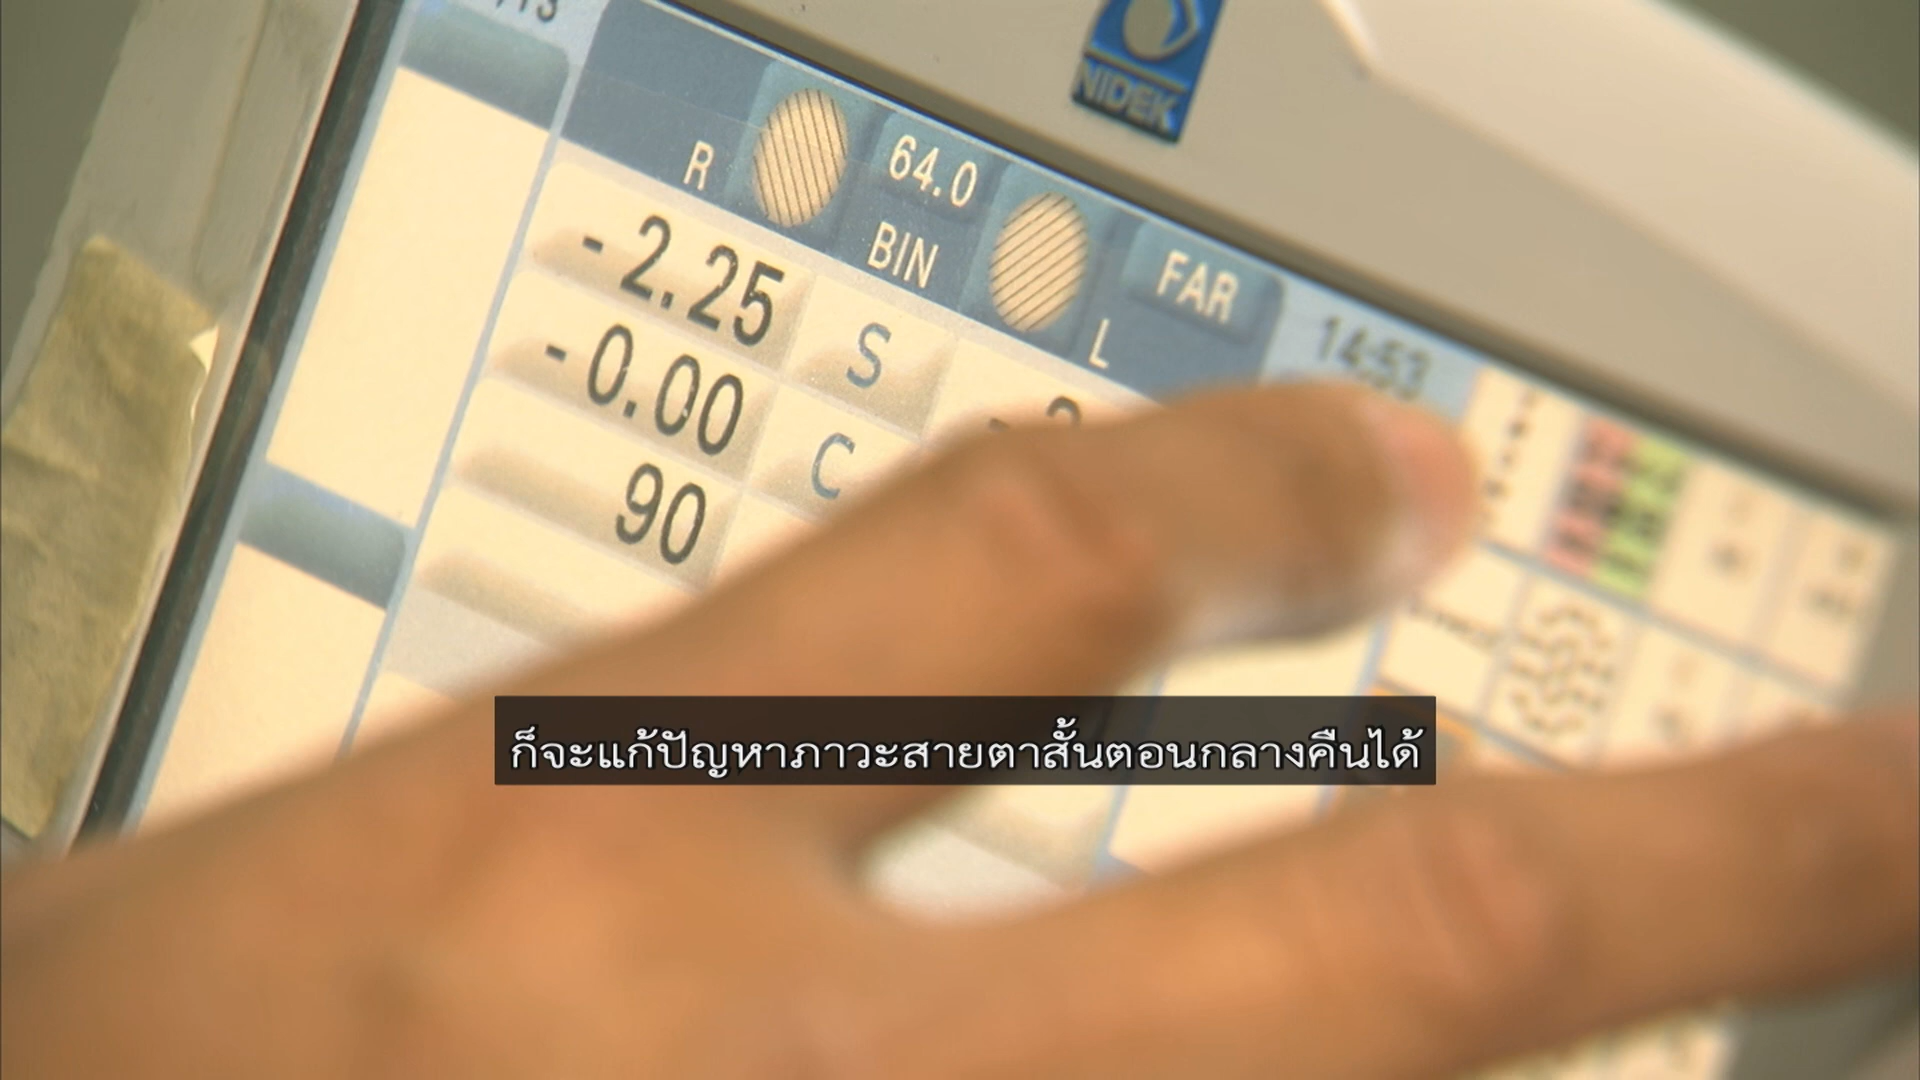 NIDEK
R
64.0
BIN
L
FAR
14:53
- 2.25
S
- 0.00
C
90
ก็จะแก้ปัญหาภาวะสายตาสั้นตอนกลางคืนได้